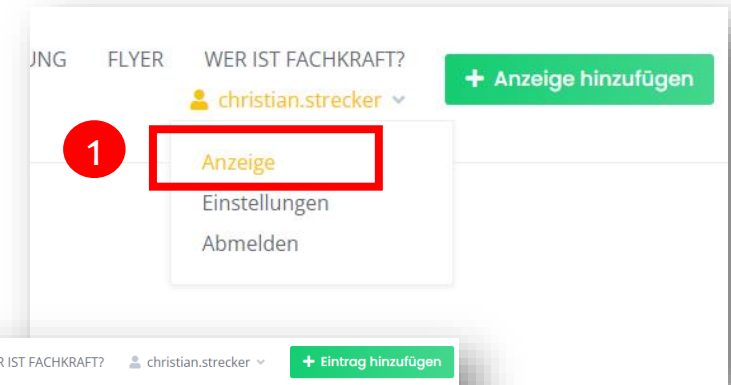 UNG FLYER WER IST FACHKRAFT?
christian.strecker
+ Anzeige hinzufügen
1
Anzeige
Einstellungen
Abmelden
R IST FACHKRAFT? christian.strecker + Eintrag hinzufügen